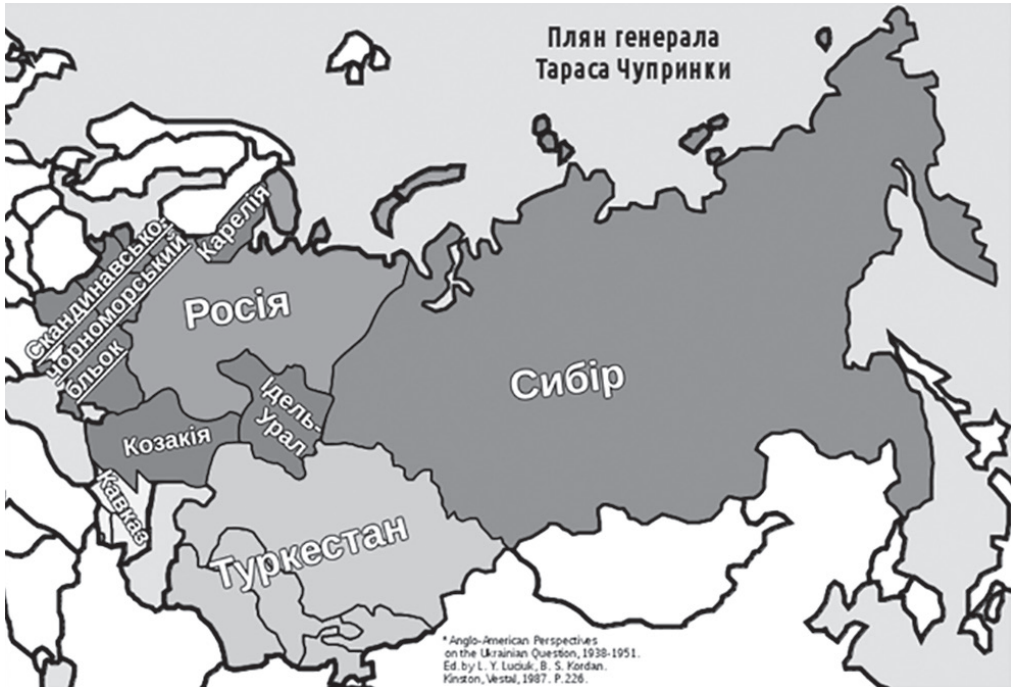 Плян генерала
Тараса Чупринки
Карелія
Скандинавсько-
чорноморський
бльок
Росія
Сибір
Ідель-
Урал
Козакія
Кавказ
Туркестан
* Anglo-American Perspectives
on the Ukrainian Question, 1938-1951.
Ed. by L. Y. Luciuk, B. S. Kordan.
Kinston, Vestal, 1987. P.226.